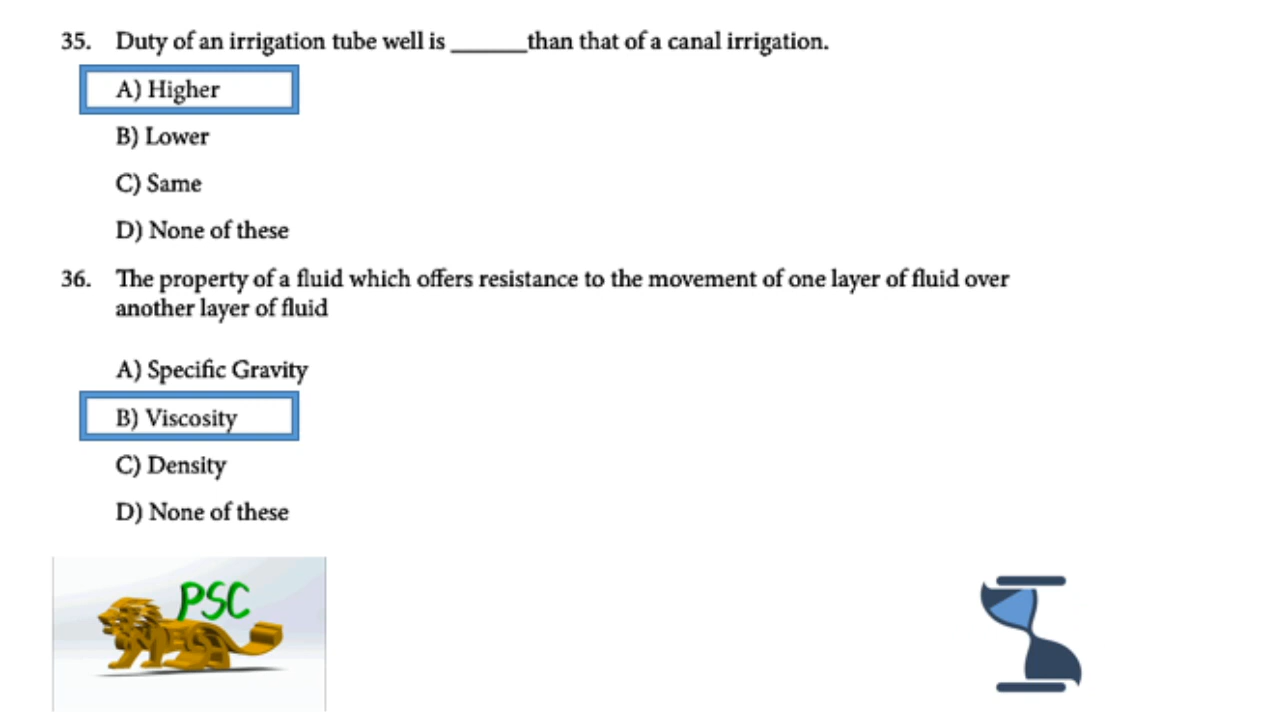 35. Duty of an irrigation tube well is ______than that of a canal irrigation.
A) Higher
B) Lower
C) Same
D) None of these
36. The property of a fluid which offers resistance to the movement of one layer of fluid over
another layer of fluid
A) Specific Gravity
B) Viscosity
C) Density
D) None of these
PSC